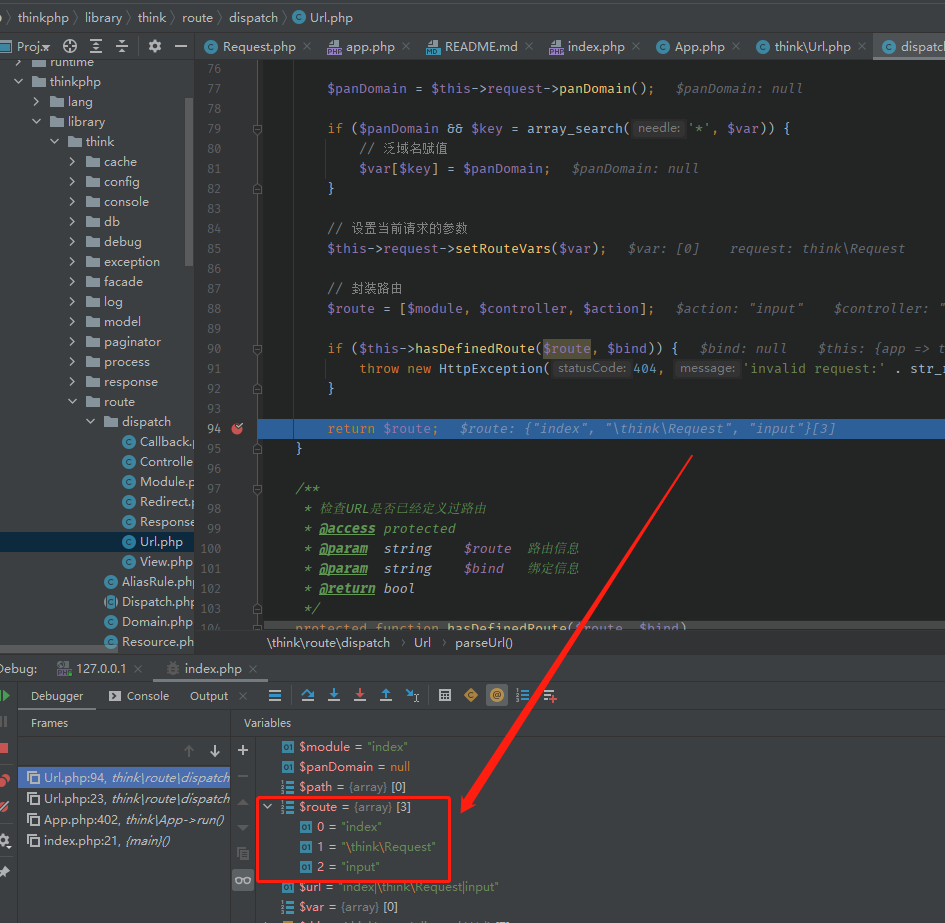 thinkphp › library › think › route › dispatch › Url.php
Proj.
Request.php × app.php × README.md × index.php × App.php × think\Url.php × dispatch
runtime
thinkphp
lang
library
think
cache
config
console
db
debug
exception
facade
log
model
paginator
process
response
route
dispatch
Callback.
Controlle
Module.p
Redirect.p
Response
Url.php
View.php
AliasRule.php
Dispatch.php
Domain.php
Resource.ph
76
77 $panDomain = $this->request->panDomain(); $panDomain: null
78
79 if ($panDomain && $key = array_search( needle: '*', $var)) {
80 // 泛域名赋值
81 $var[$key] = $panDomain; $panDomain: null
82 }
83
84 // 设置当前请求的参数
85 $this->request->setRouteVars($var); $var: [0] request: think\Request
86
87 // 封装路由
88 $route = [$module, $controller, $action]; $action: "input" $controller: "
89
90 if ($this->hasDefinedRoute($route, $bind)) { $bind: null $this: {app => t
91 throw new HttpException( statusCode: 404, message: 'invalid request:' . str_r
92 }
93
94 return $route; $route: {"index", "\think\Request", "input"}[3]
95 }
96
97 /**
98 * 检查URL是否已经定义过路由
99 * @access protected
100 * @param string $route 路由信息
101 * @param string $bind 绑定信息
102 * @return bool
103 */
104 protected function hasDefinedRoute($route, $bind)
\think\route\dispatch › Url › parseUrl()
Debug: 127.0.0.1 × index.php ×
Debugger Console Output ×
Frames Variables
Url.php:94, think\route\dispatch
Url.php:23, think\route\dispatch
App.php:402, think\App->run()
index.php:21, {main}()
$module = "index"
$panDomain = null
$path = {array} [0]
$route = {array} [3]
0 = "index"
1 = "\think\Request"
2 = "input"
$url = "index|\think\Request|input"
$var = {array} [0]